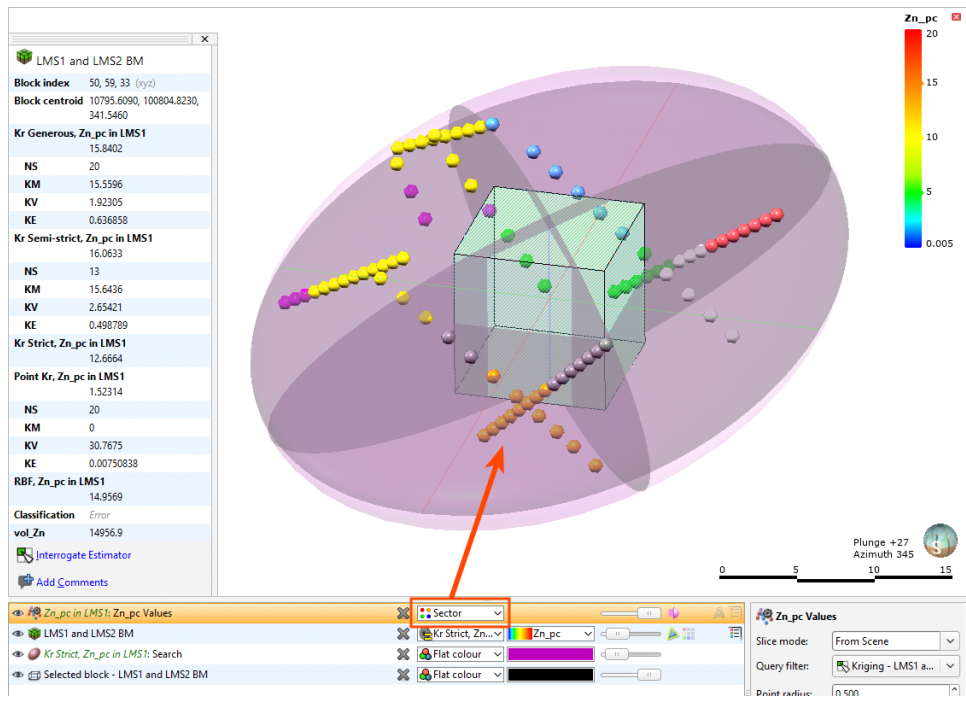 LMS1 and LMS2 BM
Block index 50, 59, 33 (xyz)
Block centroid 10795.6090, 100804.8230,
341.5460
Kr Generous, Zn_pc in LMS1
15.8402
NS 20
KM 15.5596
KV 1.92305
KE 0.636858
Kr Semi-strict, Zn_pc in LMS1
16.0633
NS 13
KM 15.6436
KV 2.65421
KE 0.498789
Kr Strict, Zn_pc in LMS1
12.6664
Point Kr, Zn_pc in LMS1
1.52314
NS 20
KM 0
KV 30.7675
KE 0.00750838
RBF, Zn_pc in LMS1
14.9569
Classification Error
vol_Zn 14956.9
Interrogate Estimator
Add Comments
Zn_pc
20
15
10
5
0.005
Plunge +27
Azimuth 345
0 5 10 15
Zn_pc in LMS1: Zn_pc Values Sector A
LMS1 and LMS2 BM Kr Strict, Zn... Zn_pc
Kr Strict, Zn_pc in LMS1: Search Flat colour
Selected block - LMS1 and LMS2 BM Flat colour
Zn_pc Values
Slice mode: From Scene
Query filter: Kriging - LMS1 a...
Point radius: 0.500